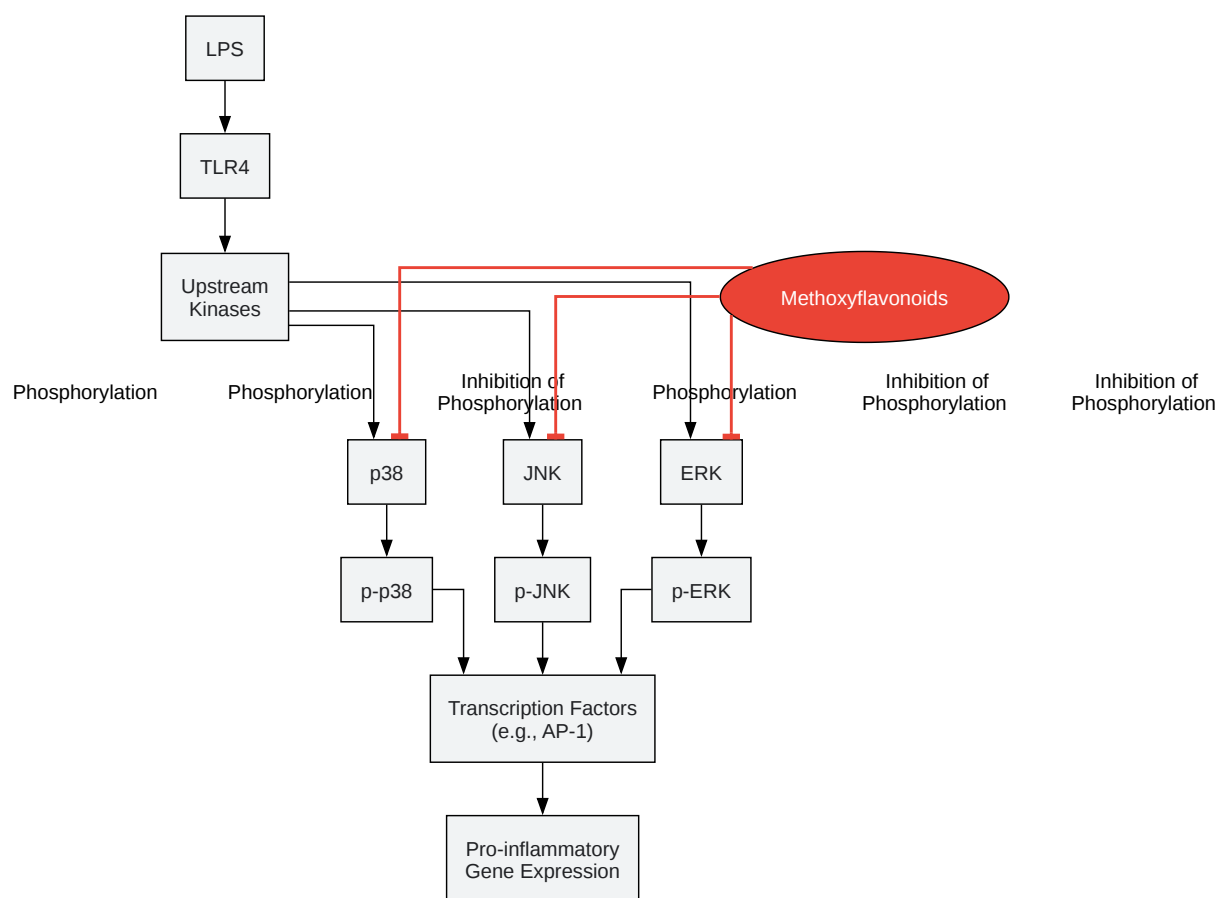 LPS
TLR4
Upstream
Kinases
Methoxyflavonoids
Phosphorylation
Phosphorylation
Inhibition of
Phosphorylation
Phosphorylation
Inhibition of
Phosphorylation
Inhibition of
Phosphorylation
p38
JNK
ERK
p-p38
p-JNK
p-ERK
Transcription Factors
(e.g., AP-1)
Pro-inflammatory
Gene Expression